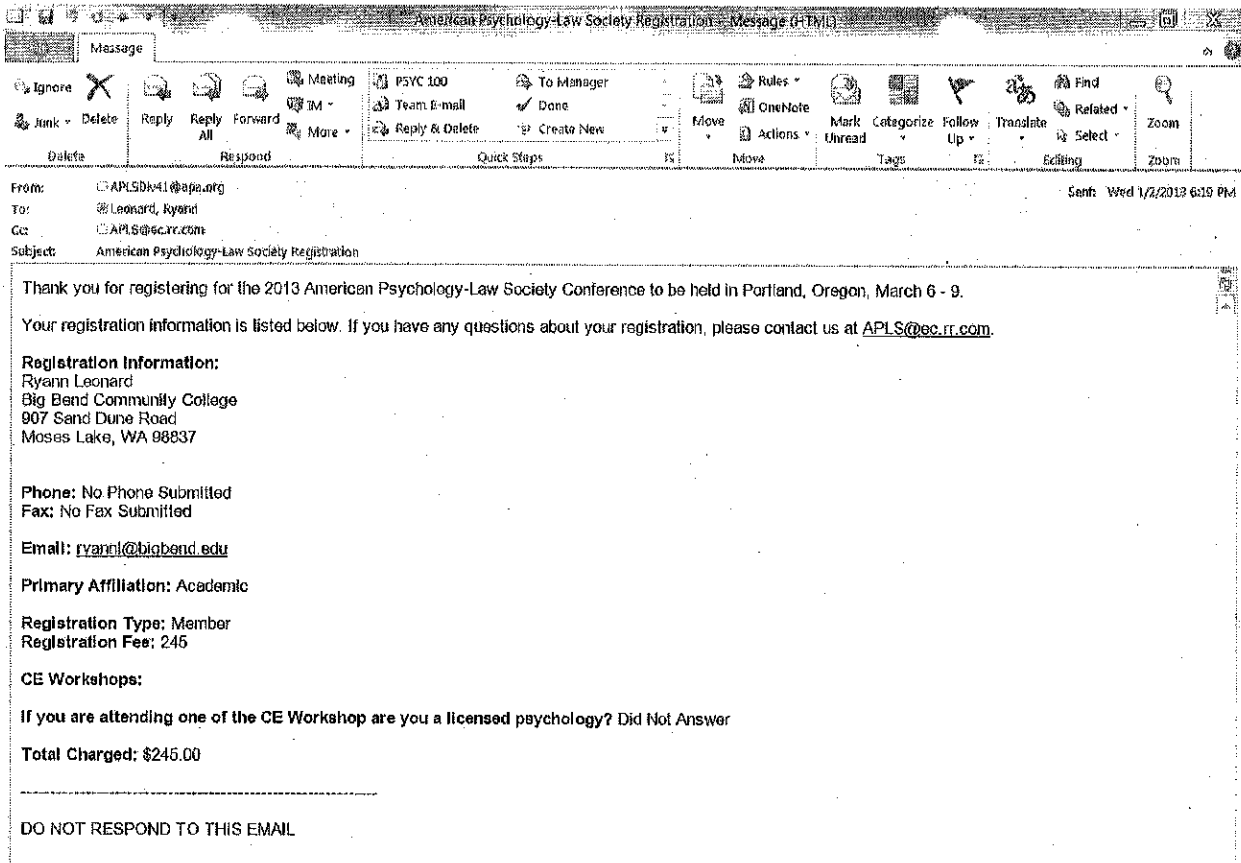 American Psychology-Law Society Registration - Message (HTML)
Message
Ignore
Junk
Delete
Delete
Reply
Reply All
Forward
Meeting
IM
More
Respond
PSYC 100
Team E-mail
Reply & Delete
To Manager
Done
Create New
Quick Steps
Move
Rules
OneNote
Actions
Move
Mark Unread
Categorize
Follow Up
Tags
Translate
Find
Related
Select
Editing
Zoom
Zoom
From: APLSDiv41@apa.org
Sent: Wed 1/2/2013 6:19 PM
To: Leonard, Ryann
Cc: APLS@ec.rr.com
Subject: American Psychology-Law Society Registration
Thank you for registering for the 2013 American Psychology-Law Society Conference to be held in Portland, Oregon, March 6 - 9.
Your registration information is listed below. If you have any questions about your registration, please contact us at APLS@ec.rr.com.
Registration Information:
Ryann Leonard
Big Bend Community College
907 Sand Dune Road
Moses Lake, WA 98837
Phone: No Phone Submitted
Fax: No Fax Submitted
Email: ryannl@bigbend.edu
Primary Affiliation: Academic
Registration Type: Member
Registration Fee: 245
CE Workshops:
If you are attending one of the CE Workshop are you a licensed psychology? Did Not Answer
Total Charged: $245.00
DO NOT RESPOND TO THIS EMAIL